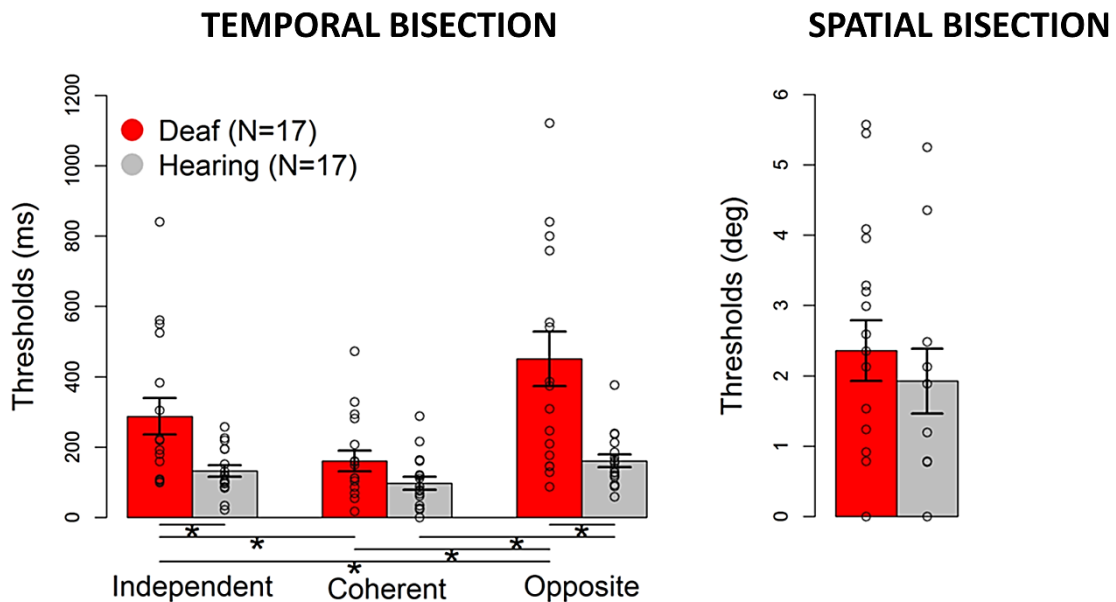 TEMPORAL BISECTION
SPATIAL BISECTION
Thresholds (ms)
0
200
400
600
800
1000
1200
Deaf (N=17)
Hearing (N=17)
*
*
*
*
*
*
Independent
Coherent
Opposite
Thresholds (deg)
0
1
2
3
4
5
6